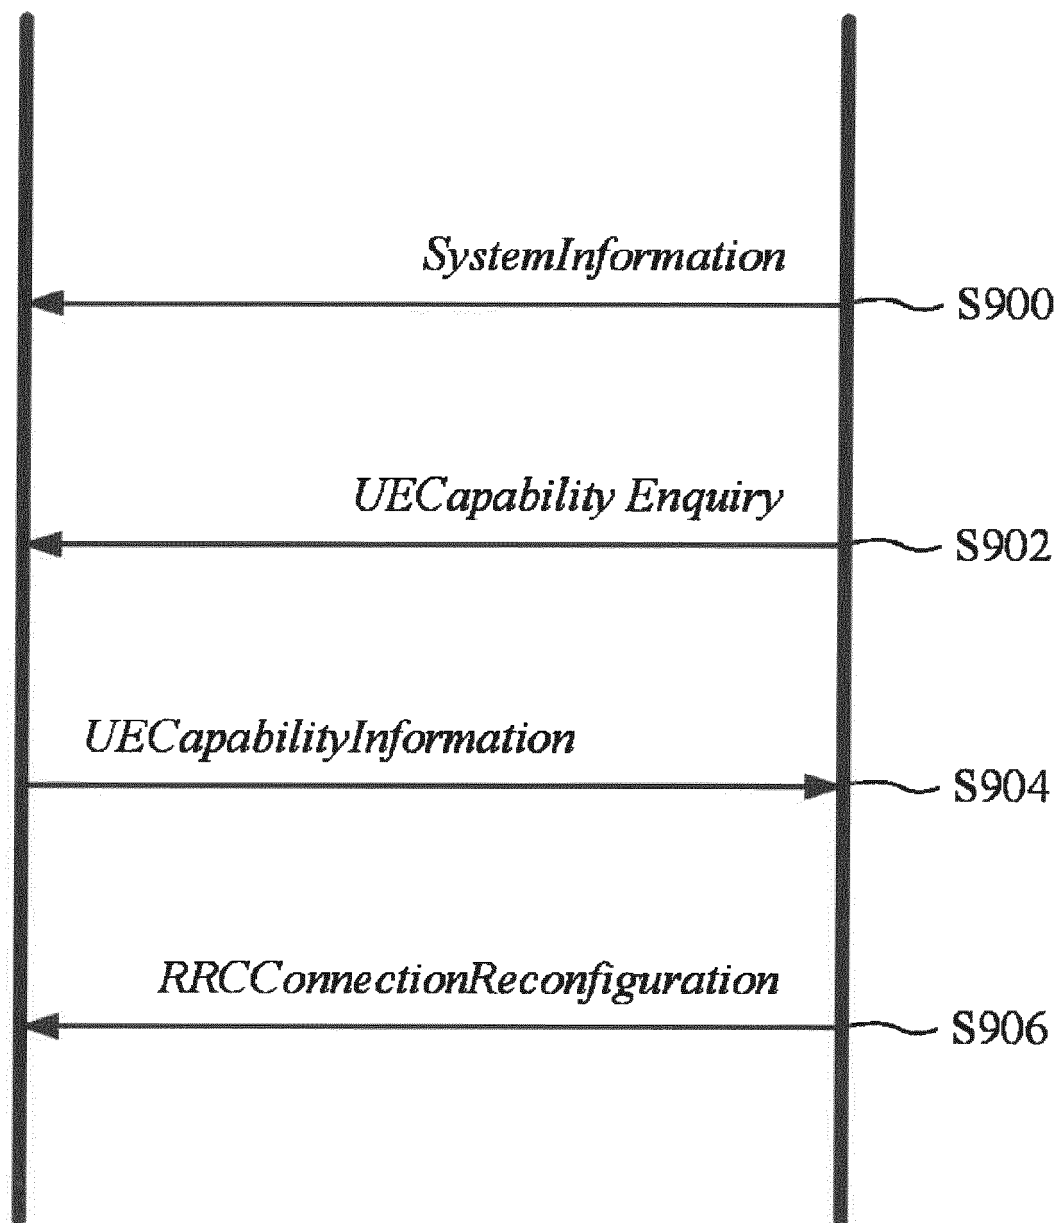 SystemInformation
S900
UECapability Enquiry
S902
UECapabilityInformation
S904
RRCConnectionReconfiguration
S906